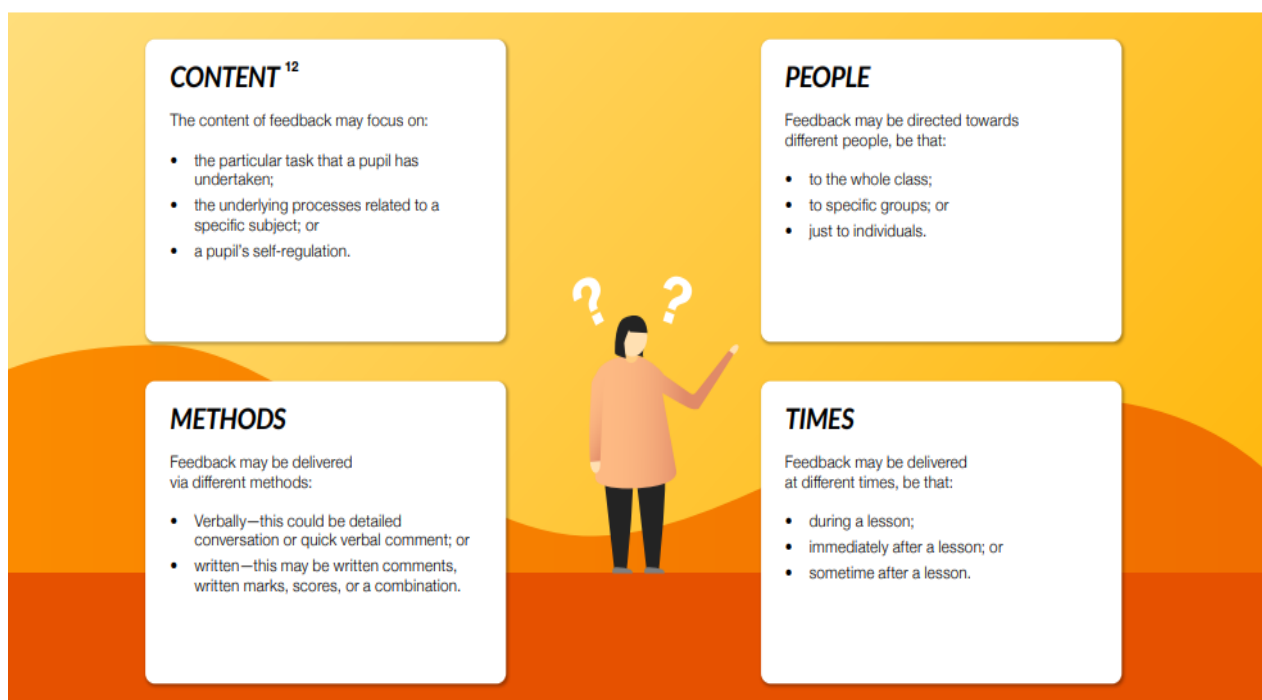 CONTENT 12
The content of feedback may focus on:
• the particular task that a pupil has
undertaken;
• the underlying processes related to a
specific subject; or
• a pupil's self-regulation.
PEOPLE
Feedback may be directed towards
different people, be that:
• to the whole class;
• to specific groups; or
• just to individuals.
? ?
METHODS
Feedback may be delivered
via different methods:
• Verbally—this could be detailed
conversation or quick verbal comment; or
• written—this may be written comments,
written marks, scores, or a combination.
TIMES
Feedback may be delivered
at different times, be that:
• during a lesson;
• immediately after a lesson; or
• sometime after a lesson.